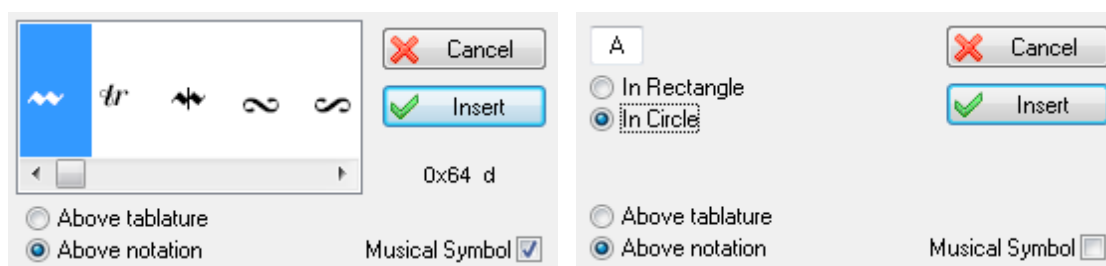 Cancel
tr
Insert
0x64 d
Above tablature
Above notation
Musical Symbol
A
Cancel
In Rectangle
Insert
In Circle
Above tablature
Above notation
Musical Symbol